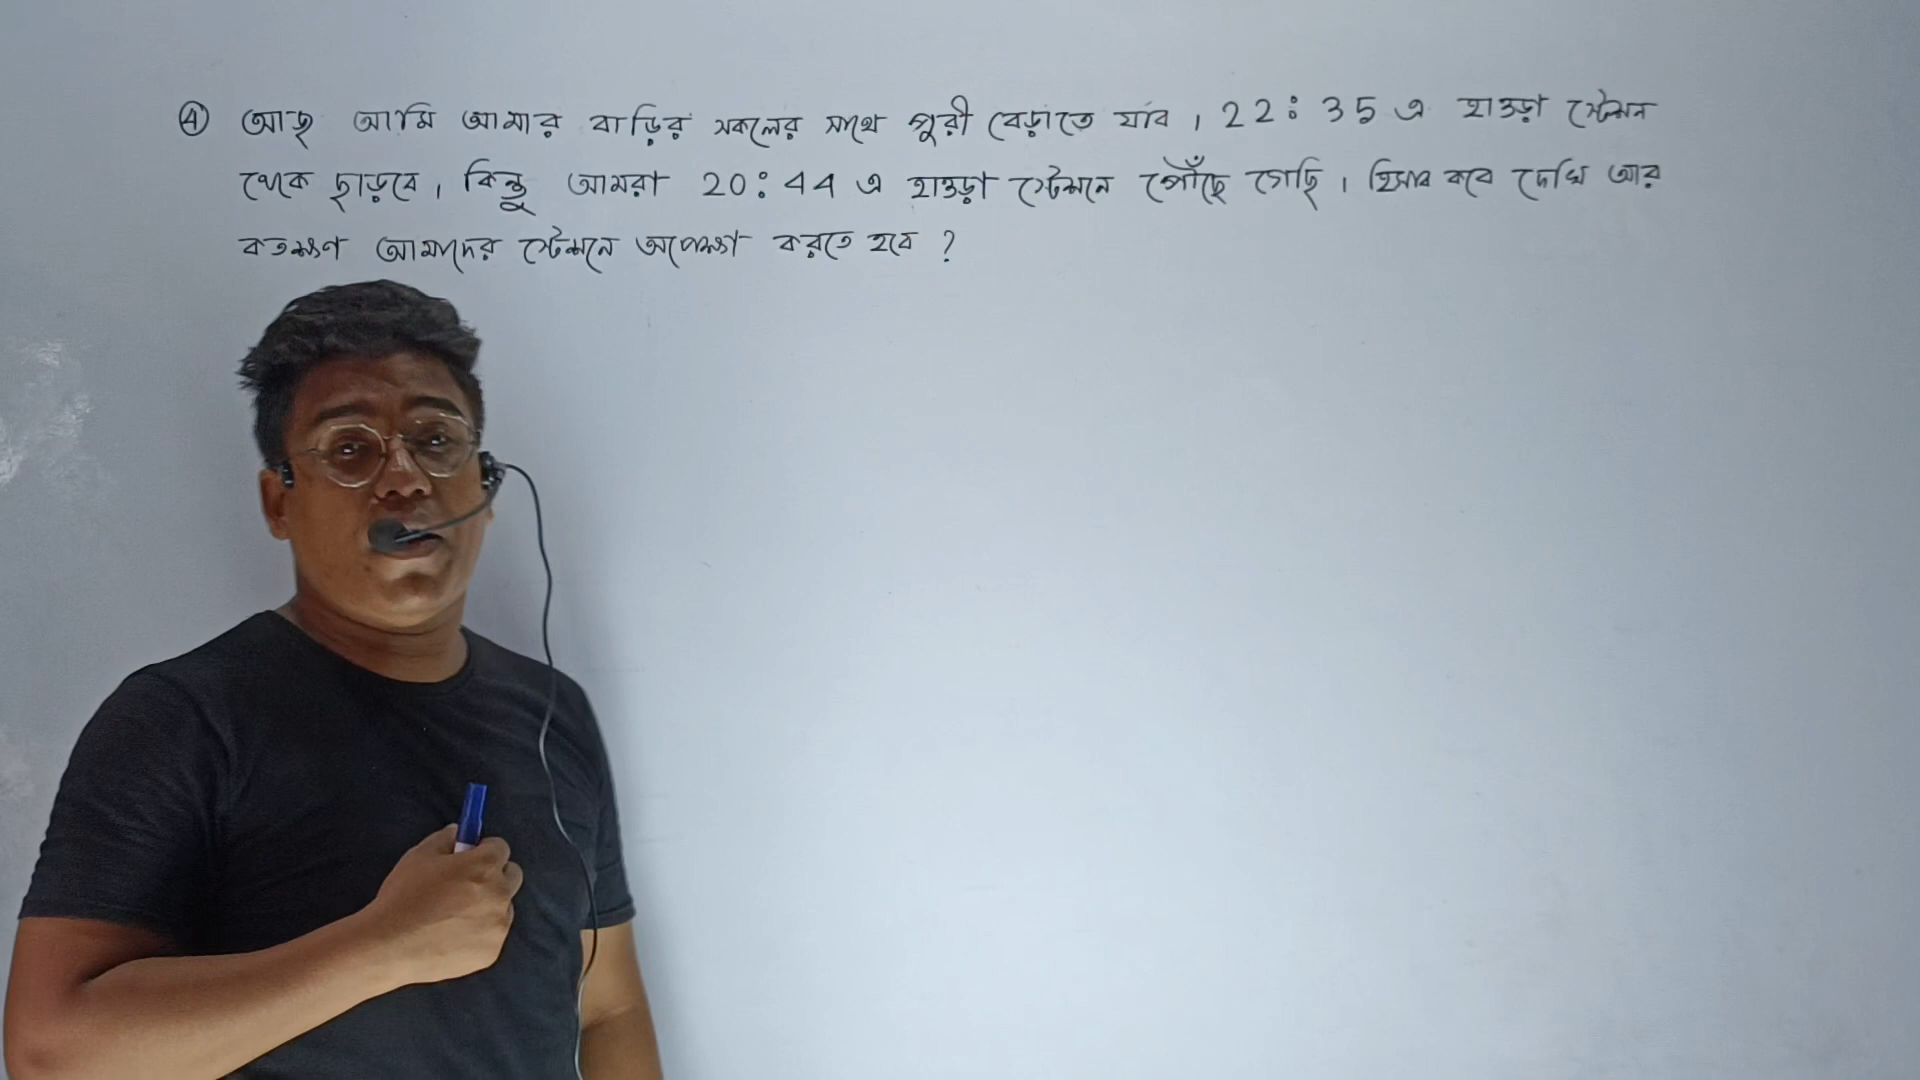 ④ আজ আমি আমার বাড়ির সকলের সাথে পুরী বেড়াতে যাব। 22:35 এ হাওড়া স্টেশন
থেকে ছাড়বে, কিন্তু আমরা 20:44 এ হাওড়া স্টেশনে পৌঁছে গেছি। হিসাব করে দেখি আর
কতক্ষণ আমাদের স্টেশনে অপেক্ষা করতে হবে ?